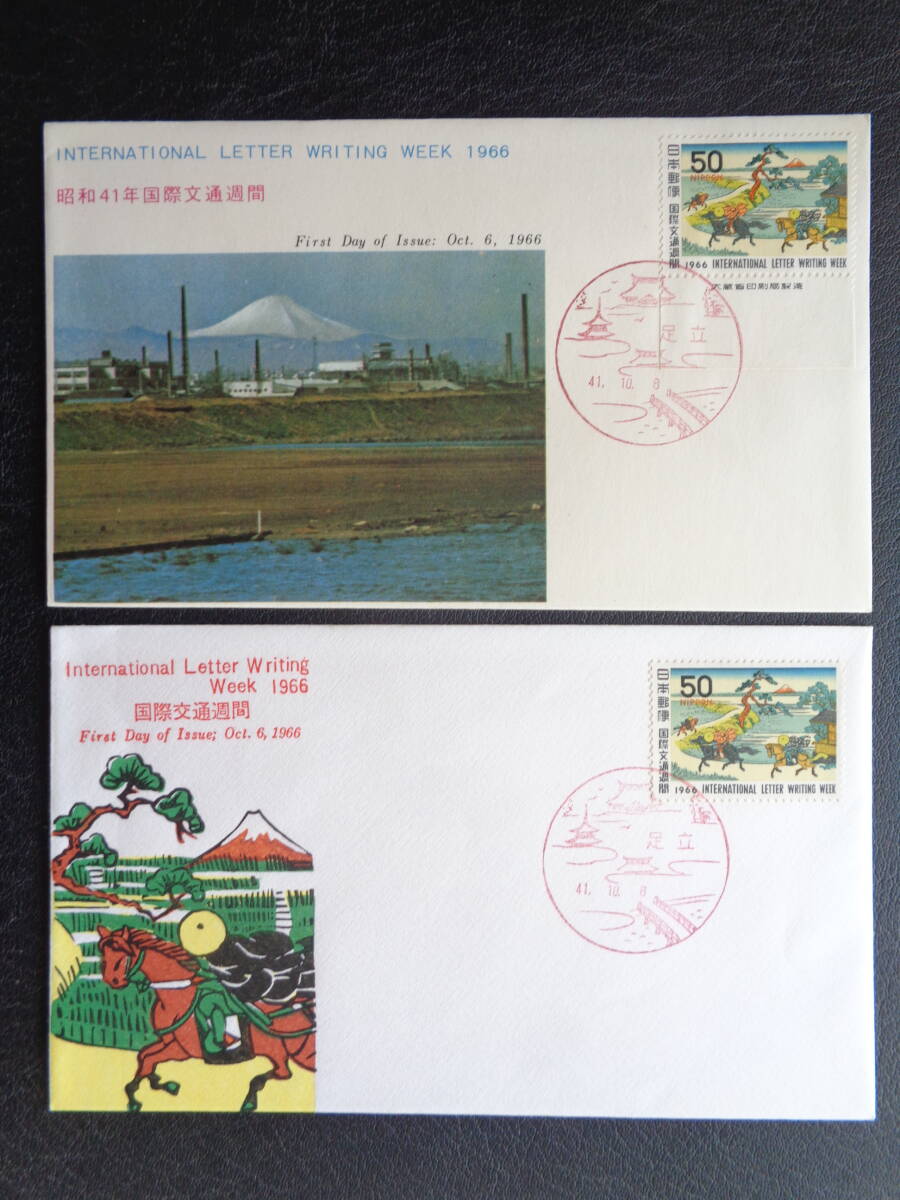 INTERNATIONAL LETTER WRITING WEEK 1966
昭和41年国際文通週間
First Day of Issue: Oct. 6, 1966
日本郵便 国際文通週間
50
NIPPON
1966 INTERNATIONAL LETTER WRITING WEEK
大蔵省印刷局製造
足立
41. 10. 6
International Letter Writing
Week 1966
国際交通週間
First Day of Issue; Oct. 6, 1966
日本郵便 国際文通週間
50
NIPPON
1966 INTERNATIONAL LETTER WRITING WEEK
足立
41. 10. 6